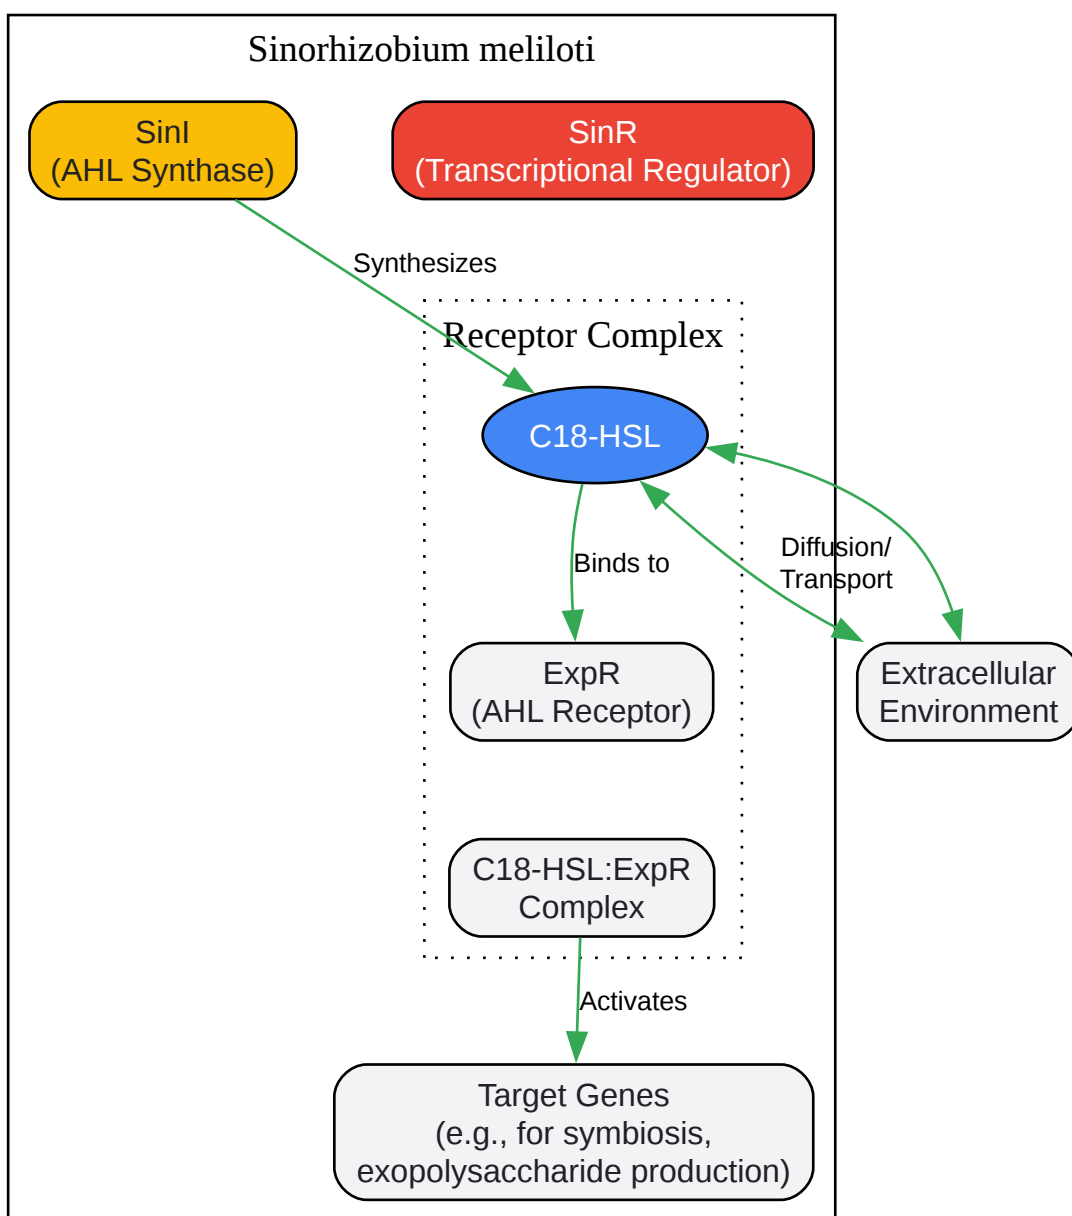 Sinorhizobium meliloti
SinI
(AHL Synthase)
SinR
(Transcriptional Regulator)
Synthesizes
Receptor Complex
C18-HSL
Binds to
Diffusion/
Transport
ExpR
(AHL Receptor)
Extracellular
Environment
C18-HSL:ExpR
Complex
Activates
Target Genes
(e.g., for symbiosis,
exopolysaccharide production)